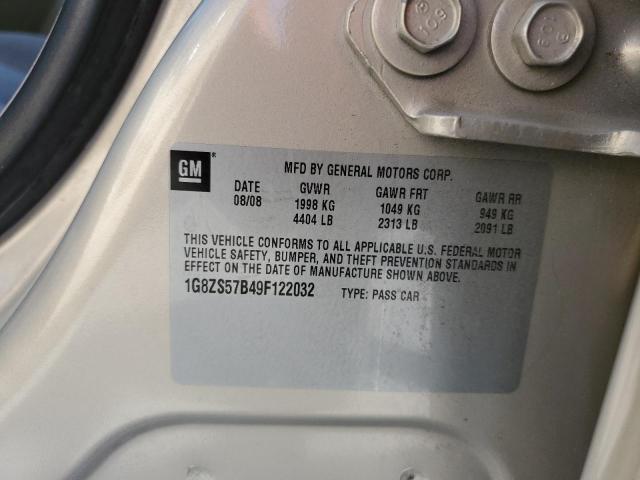 GM
MFD BY GENERAL MOTORS CORP.
DATE GVWR GAWR FRT GAWR RR
08/08 1998 KG 1049 KG 949 KG
4404 LB 2313 LB 2091 LB
THIS VEHICLE CONFORMS TO ALL APPLICABLE U.S. FEDERAL MOTOR
VEHICLE SAFETY, BUMPER, AND THEFT PREVENTION STANDARDS IN
EFFECT ON THE DATE OF MANUFACTURE SHOWN ABOVE.
1G8ZS57B49F122032 TYPE: PASS CAR